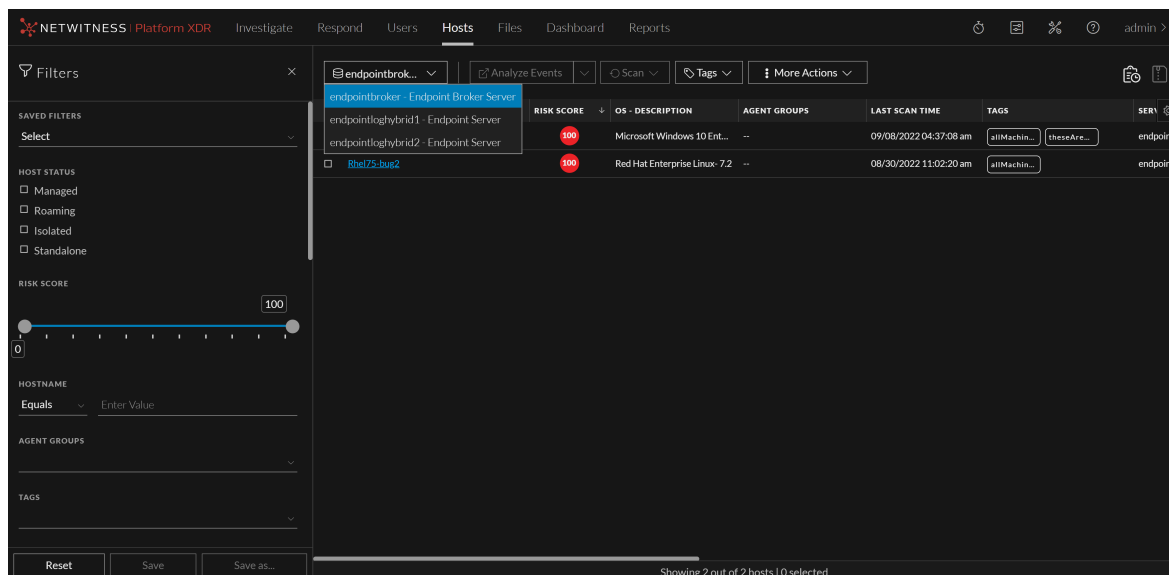 NETWITNESS Platform XDR Investigate Respond Users Hosts Files Dashboard Reports admin >
Filters ×
endpointbrok... Analyze Events Scan Tags More Actions
endpointbroker - Endpoint Broker Server
endpointloghybrid1 - Endpoint Server
endpointloghybrid2 - Endpoint Server
RISK SCORE ↓ OS - DESCRIPTION AGENT GROUPS LAST SCAN TIME TAGS SERV
100 Microsoft Windows 10 Ent... -- 09/08/2022 04:37:08 am allMachin... theseAre... endpoin
Rhel75-bug2 100 Red Hat Enterprise Linux- 7.2 -- 08/30/2022 11:02:20 am allMachin... endpoin
SAVED FILTERS
Select
HOST STATUS
Managed
Roaming
Isolated
Standalone
RISK SCORE
100
0
HOSTNAME
Equals Enter Value
AGENT GROUPS
TAGS
Reset Save Save as...
Showing 2 out of 2 hosts | 0 selected